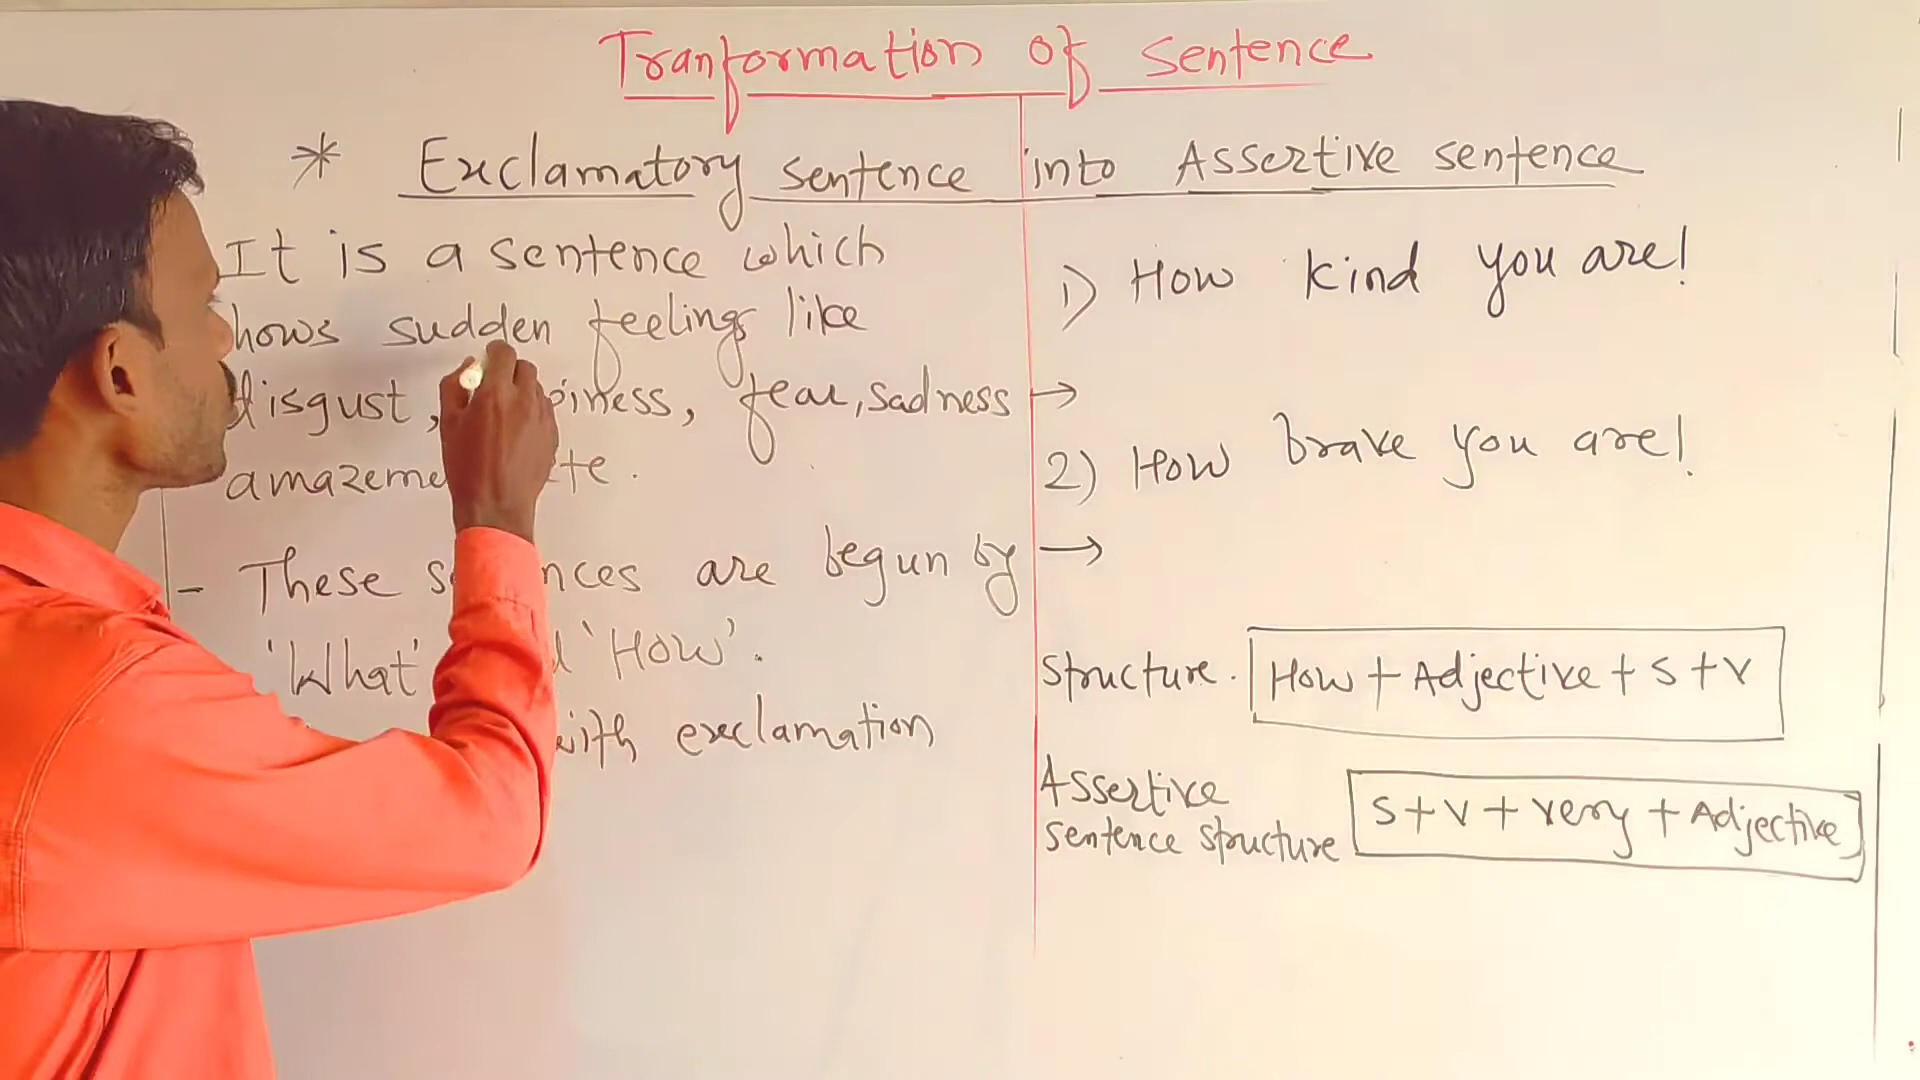 Tranformation of Sentence
* Exclamatory sentence into Assertive sentence
It is a sentence which
hows sudden feelings like
disgust, piness, fear, sadness
amazeme te.
- These s nces are begun by
'What' 'How'.
with exclamation
1) How kind you are!
→
2) How brave you are!
→
Structure. How + Adjective + S + V
Assertive
sentence structure S + V + very + Adjective